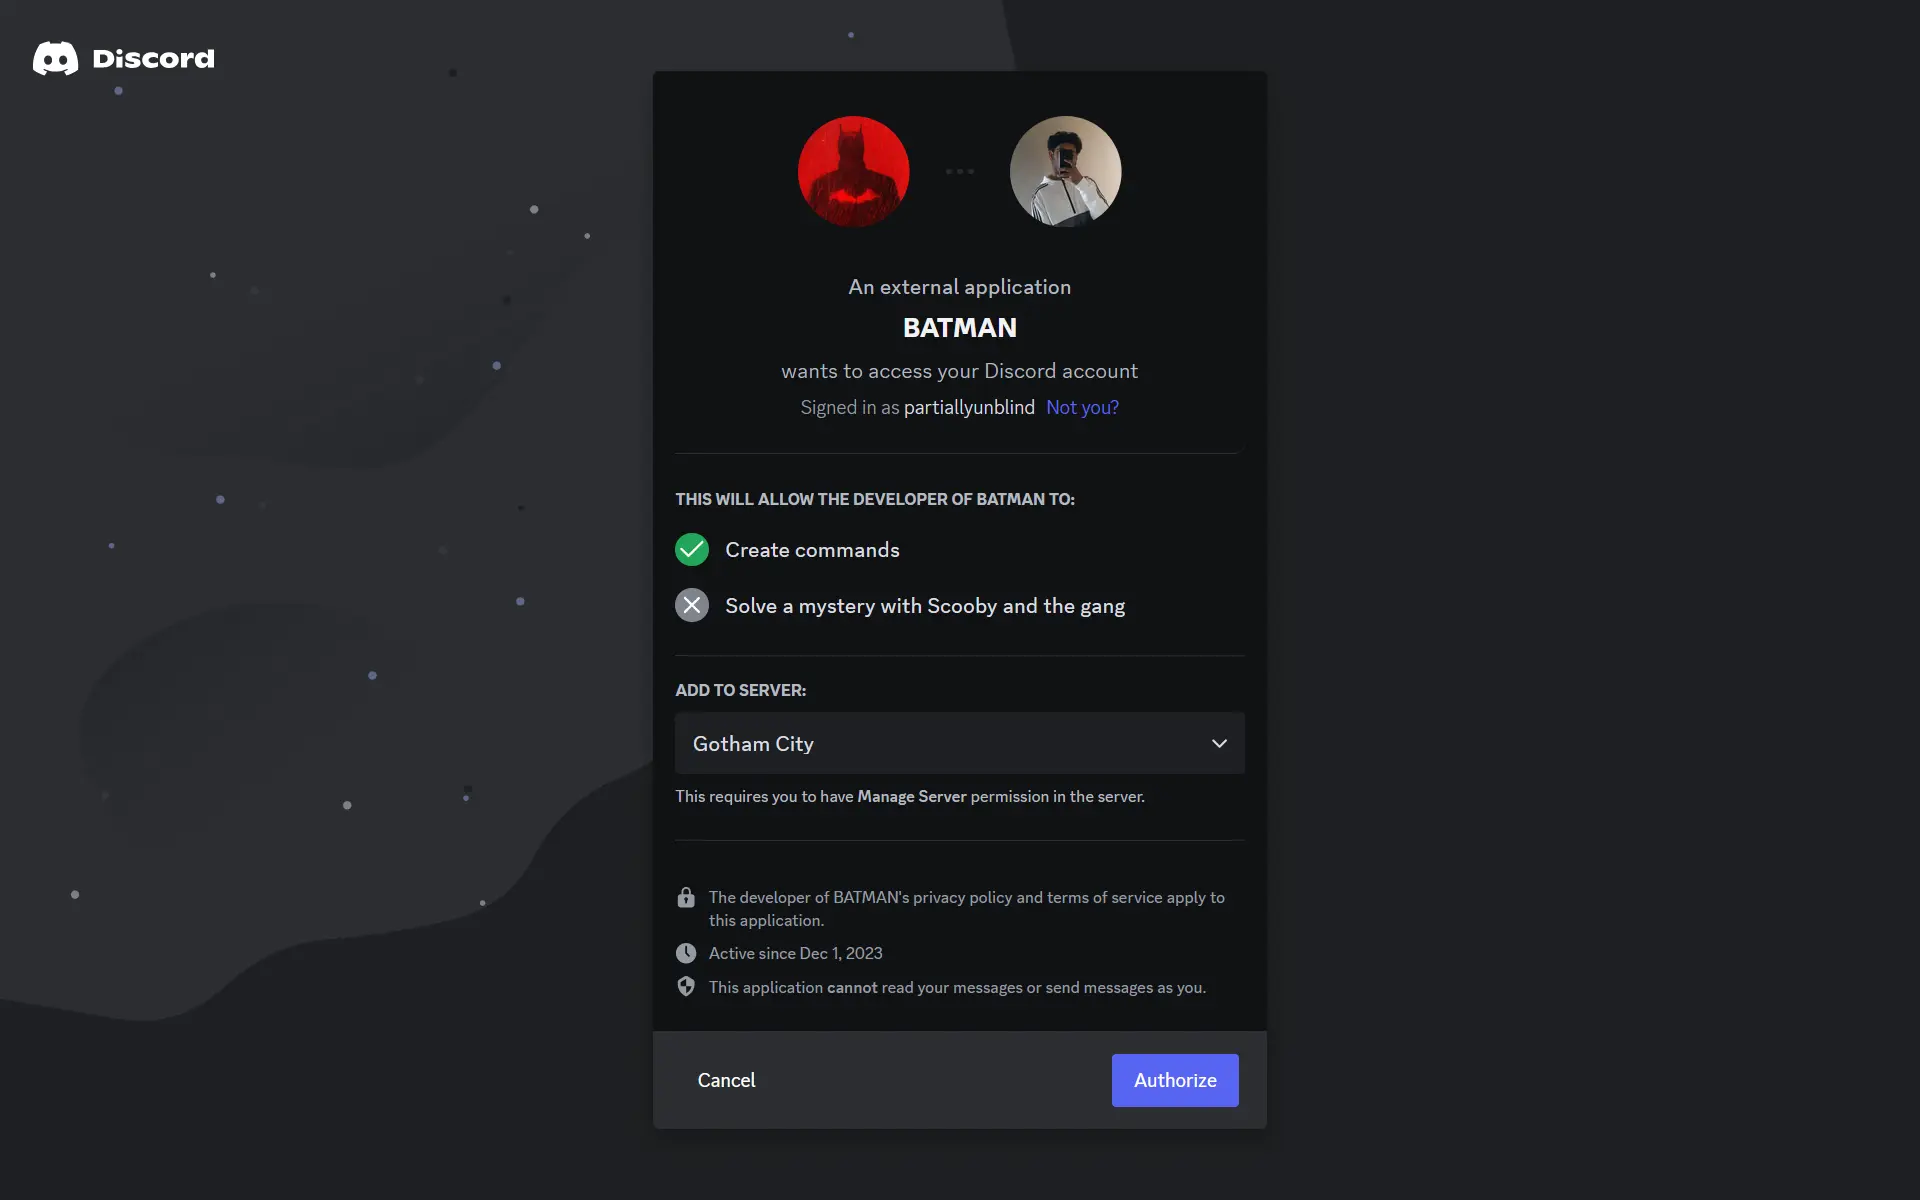 Discord
An external application
BATMAN
wants to access your Discord account
Signed in as partiallyunblind Not you?
THIS WILL ALLOW THE DEVELOPER OF BATMAN TO:
Create commands
Solve a mystery with Scooby and the gang
ADD TO SERVER:
Gotham City
This requires you to have Manage Server permission in the server.
The developer of BATMAN's privacy policy and terms of service apply to
this application.
Active since Dec 1, 2023
This application cannot read your messages or send messages as you.
Cancel
Authorize